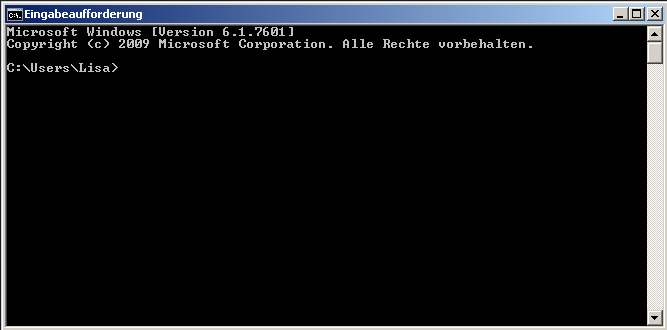 Eingabeaufforderung
Microsoft Windows [Version 6.1.7601]
Copyright (c) 2009 Microsoft Corporation. Alle Rechte vorbehalten.
C:\Users\Lisa>